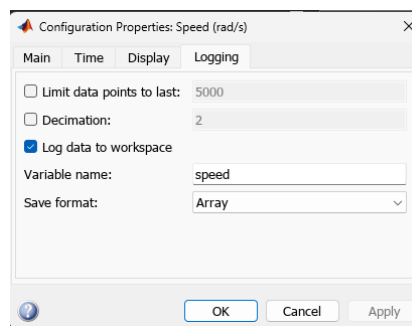 Configuration Properties: Speed (rad/s)
Main Time Display Logging
Limit data points to last: 5000
Decimation: 2
Log data to workspace
Variable name: speed
Save format: Array
OK Cancel Apply